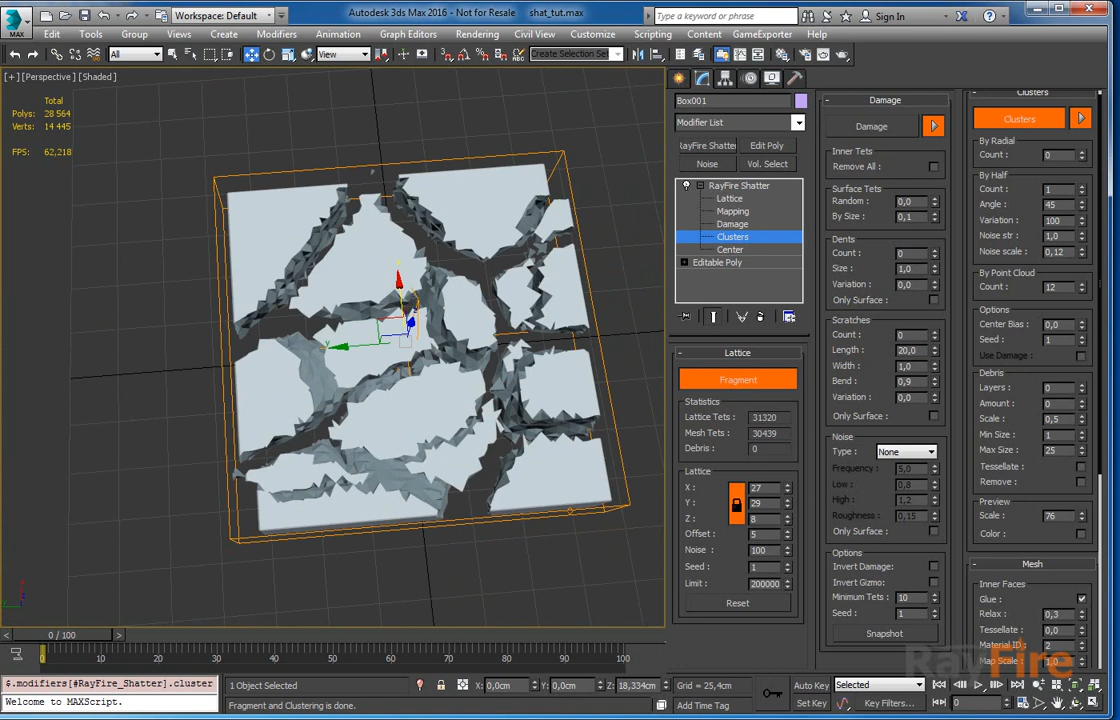 Autodesk 3ds Max 2016 - Not for Resale    shat_tut.max
Workspace: Default
Type a keyword or phrase
Sign In
MAX
Edit Tools Group Views Create Modifiers Animation Graph Editors Rendering Civil View Customize Scripting Content GameExporter Help
All
View
Create Selection Set
[+] [Perspective] [Shaded]
Total
Polys: 28 564
Verts: 14 445
FPS: 62,218
Box001
Modifier List
RayFire Shatter
Edit Poly
Noise
Vol. Select
RayFire Shatter
Lattice
Mapping
Damage
Clusters
Center
Editable Poly
Lattice
Fragment
Statistics
Lattice Tets: 31320
Mesh Tets: 30439
Debris: 0
Lattice
X: 27
Y: 29
Z: 8
Offset: 5
Noise: 100
Seed: 1
Limit: 200000
Reset
Damage
Damage
Inner Tets
Remove All :
Surface Tets
Random : 0,0
By Size : 0,1
Dents
Count : 0
Size : 1,0
Variation : 0,0
Only Surface :
Scratches
Count : 0
Length : 20,0
Width : 1,0
Bend : 0,9
Variation : 0,0
Only Surface :
Noise
Type : None
Frequency : 5,0
Low : 0,8
High : 1,2
Roughness : 0,15
Only Surface :
Options
Invert Damage:
Invert Gizmo:
Minimum Tets : 10
Seed : 1
Snapshot
Clusters
Clusters
By Radial
Count : 0
By Half
Count : 1
Angle : 45
Variation : 100
Noise str : 1,0
Noise scale : 0,12
By Point Cloud
Count : 12
Options
Center Bias : 0,0
Seed : 1
Use Damage :
Debris
Layers : 0
Amount : 0
Scale : 0,5
Min Size : 1
Max Size : 25
Tessellate :
Remove :
Preview
Scale : 76
Color :
Mesh
Inner Faces
Glue :
Relax : 0,3
Tessellate : 0,0
Material ID : 2
Map Scale : 1,0
RayFire
0 / 100
0 10 20 30 40 50 60 70 80 90 100
$.modifiers[#RayFire_Shatter].cluster
Welcome to MAXScript.
1 Object Selected
X: 0,0cm Y: 0,0cm Z: 18,334cm
Grid = 25,4cm
Auto Key
Selected
Fragment and Clustering is done.
Add Time Tag
Set Key
Key Filters...
0